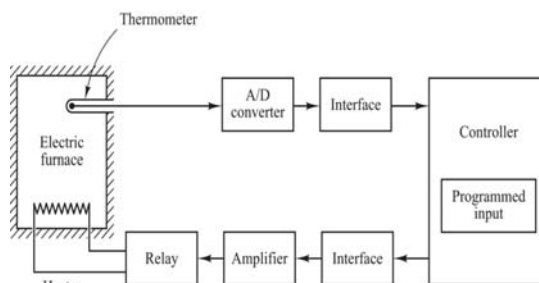 Thermometer
A/D
converter
Interface
Controller
Electric
furnace
Programmed
input
Relay
Amplifier
Interface